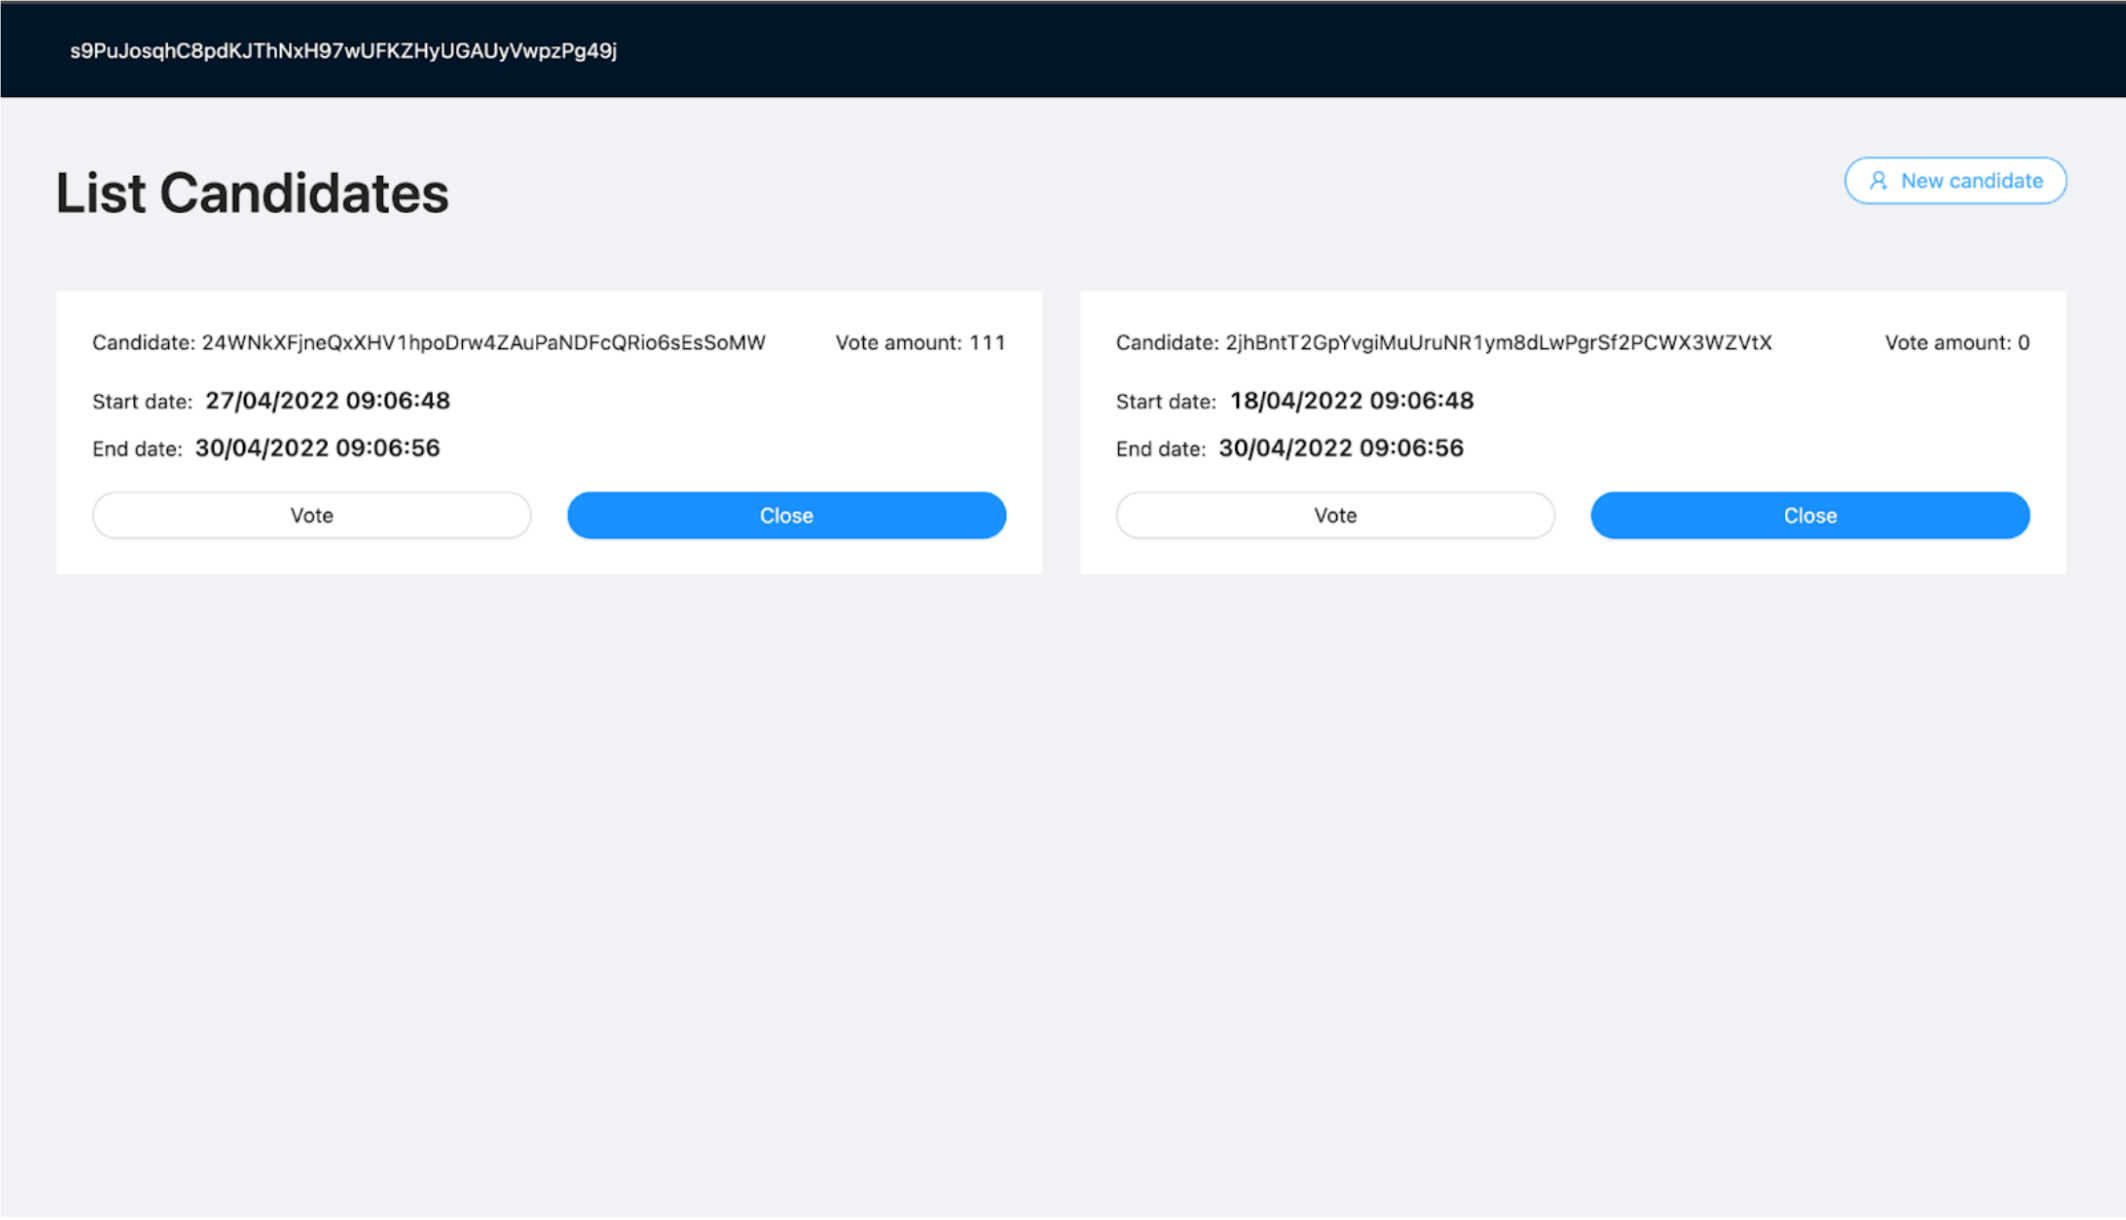 s9PuJosqhC8pdKJThNxH97wUFKZHyUGAUyVwpzPg49j
List Candidates
New candidate
Candidate: 24WNkXFjneQxXHV1hpoDrw4ZAuPaNDFcQRio6sEsSoMW
Vote amount: 111
Start date: 27/04/2022 09:06:48
End date: 30/04/2022 09:06:56
Vote
Close
Candidate: 2jhBntT2GpYvgiMuUruNR1ym8dLwPgrSf2PCWX3WZVtX
Vote amount: 0
Start date: 18/04/2022 09:06:48
End date: 30/04/2022 09:06:56
Vote
Close